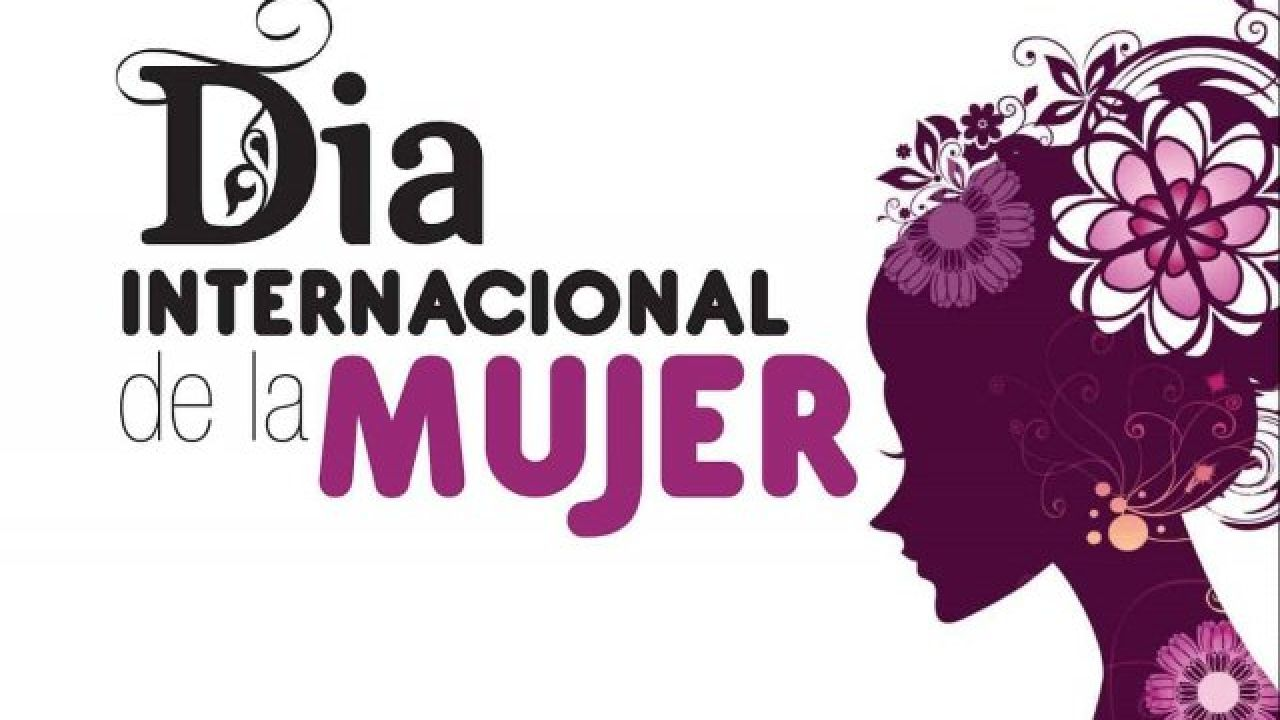 Dia
INTERNACIONAL
de la MUJER